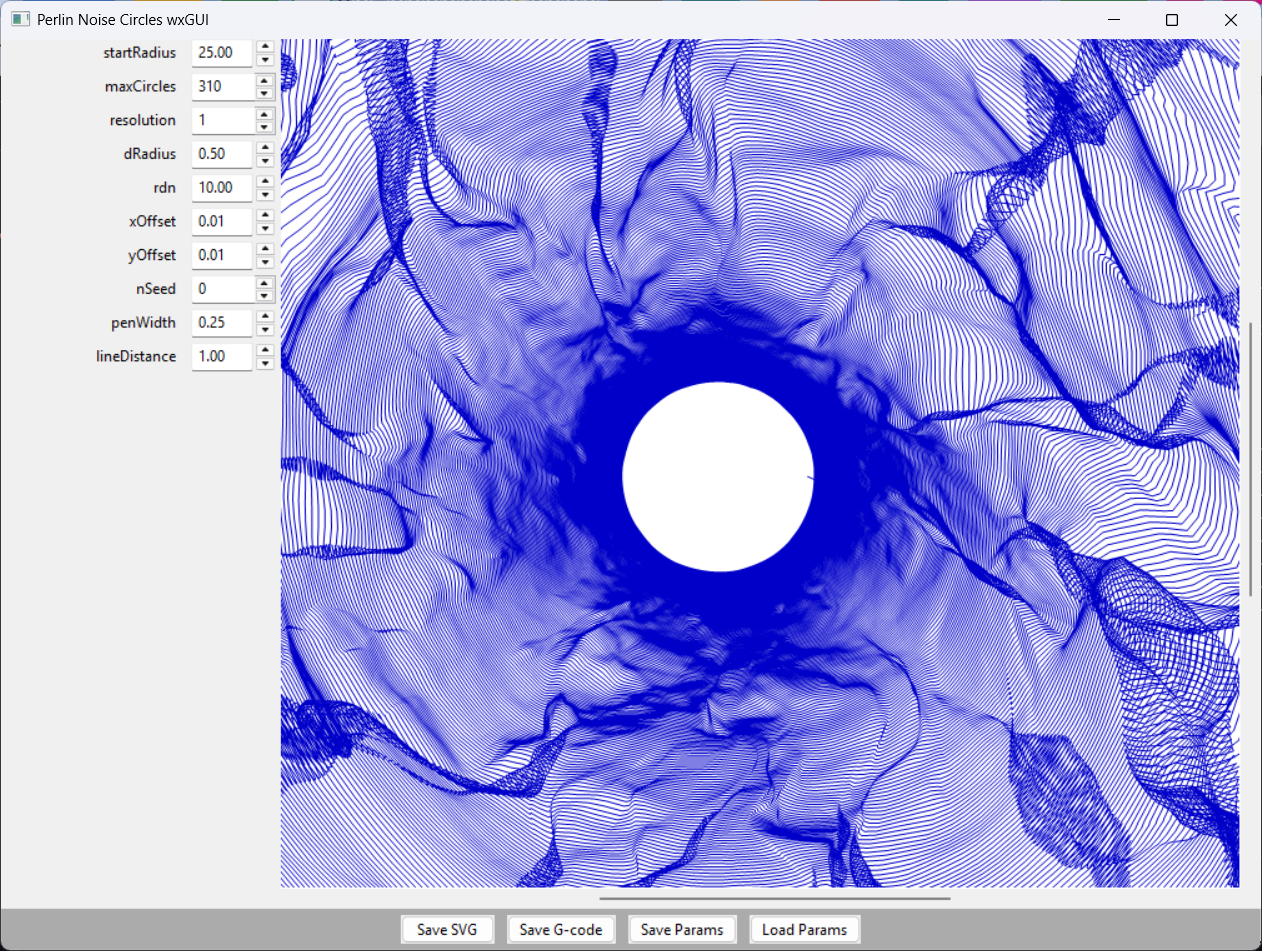 Perlin Noise Circles wxGUI
startRadius 25.00
maxCircles 310
resolution 1
dRadius 0.50
rdn 10.00
xOffset 0.01
yOffset 0.01
nSeed 0
penWidth 0.25
lineDistance 1.00
Save SVG Save G-code Save Params Load Params